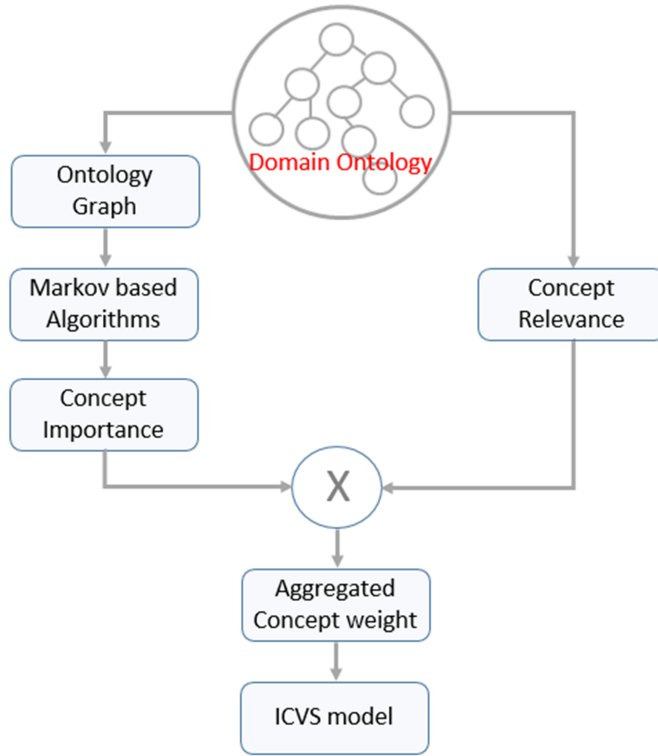 Domain Ontology
Ontology
Graph
Markov based
Algorithms
Concept
Importance
Concept
Relevance
X
Aggregated
Concept weight
ICVS model